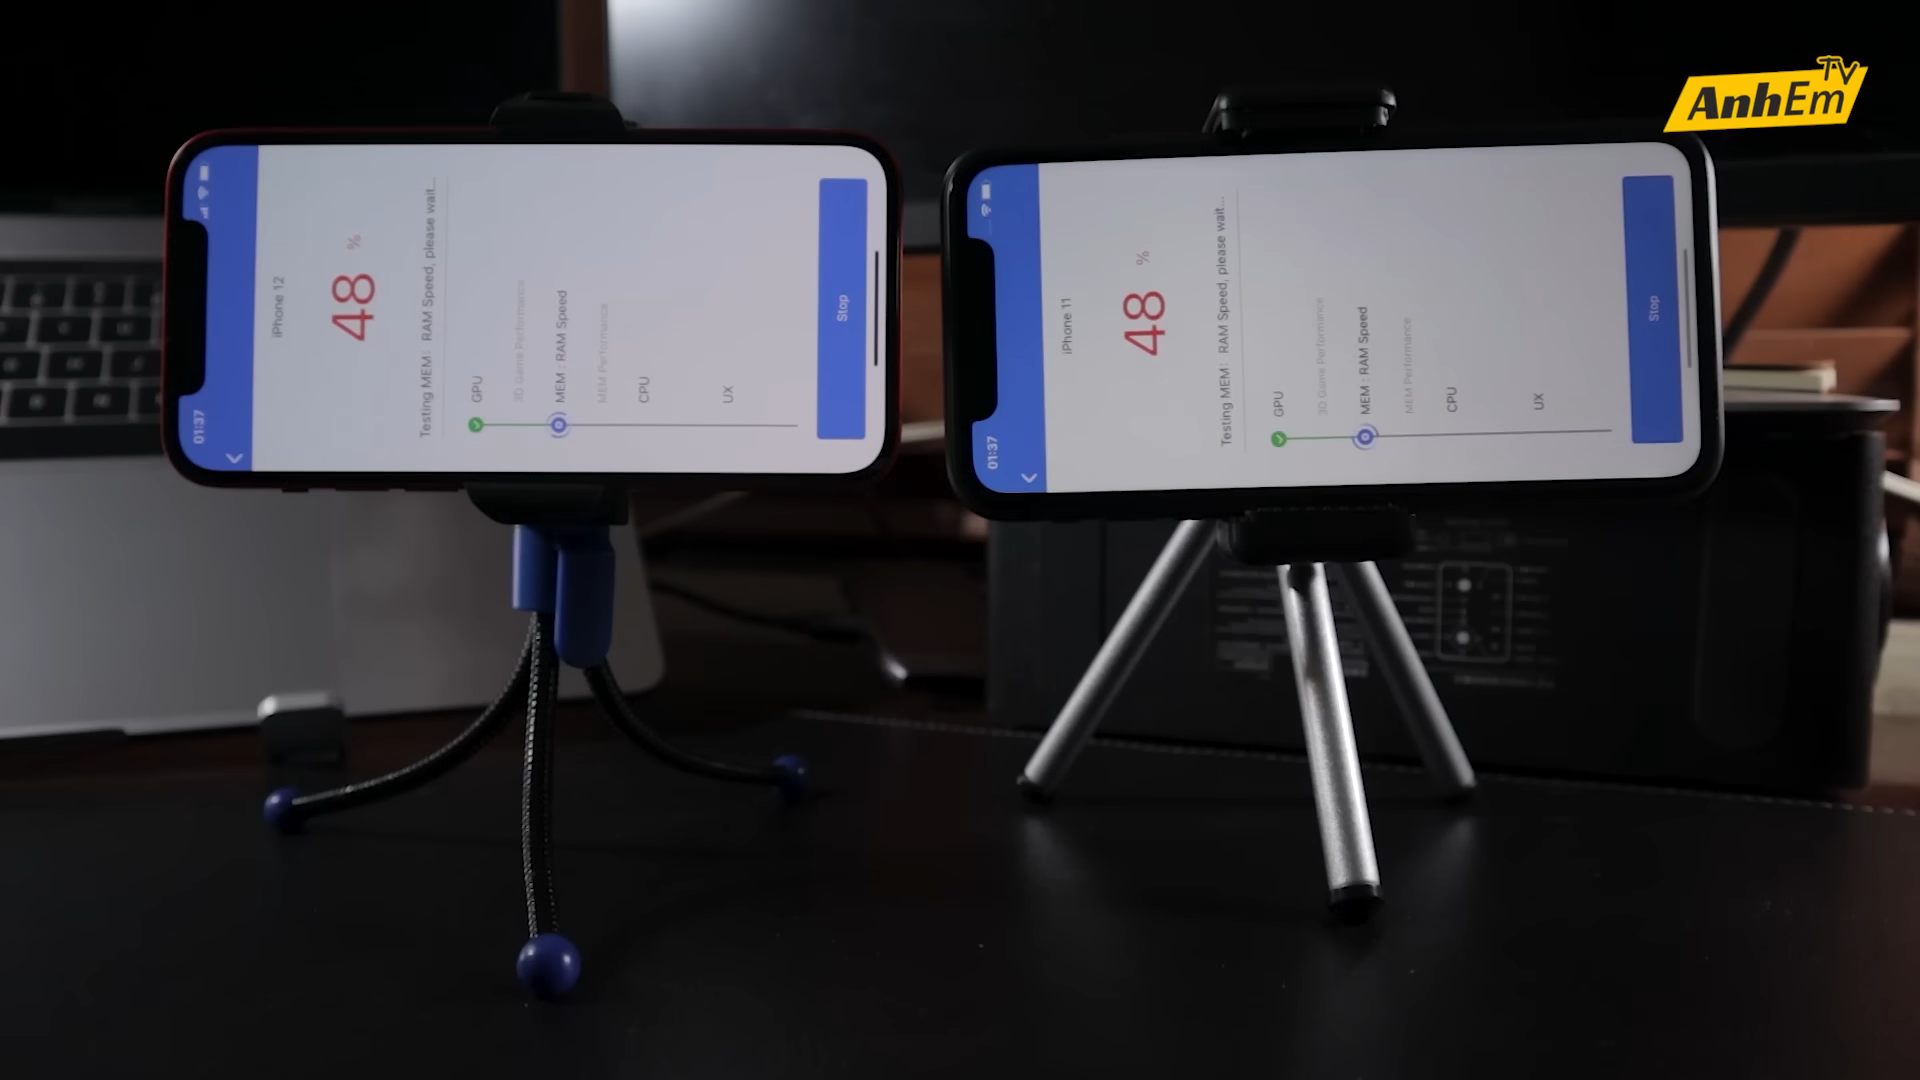 AnhEm TV
01:37
iPhone 12
48 %
Testing MEM: RAM Speed, please wait...
GPU
3D Game Performance
MEM : RAM Speed
MEM Performance
CPU
UX
Stop
01:37
iPhone 11
48 %
Testing MEM: RAM Speed, please wait...
GPU
3D Game Performance
MEM : RAM Speed
MEM Performance
CPU
UX
Stop